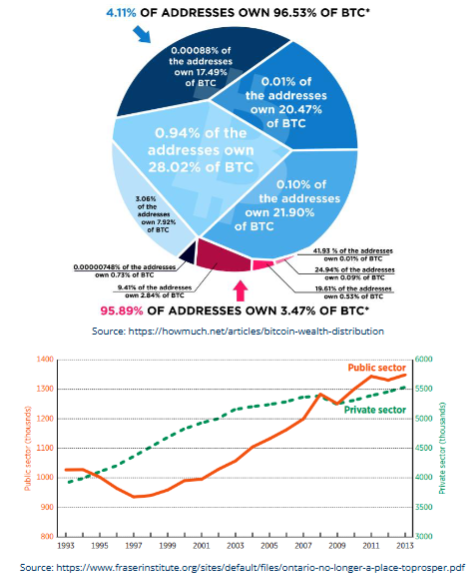 4.11% OF ADDRESSES OWN 96.53% OF BTC*
0.00088% of
the addresses
own 17.49%
of BTC
0.01% of
the addresses
own 20.47%
of BTC
0.94% of the
addresses own
28.02% of BTC
0.10% of
the addresses
own 21.90%
of BTC
3.06%
of the
addresses
own 7.92%
of BTC
0.00000748% of the addresses
own 0.73% of BTC
9.41% of the addresses
own 2.84% of BTC
41.93 % of the addresses
own 0.01% of BTC
24.94% of the addresses
own 0.09% of BTC
19.61% of the addresses
own 0.53% of BTC
95.89% OF ADDRESSES OWN 3.47% OF BTC*
Source: https://howmuch.net/articles/bitcoin-wealth-distribution
Public sector (thousands)
1400
1300
1200
1100
1000
900
800
Public sector
Private sector
6000
5500
5000
4500
4000
3500
3000
Private sector (thousands)
1993 1995 1997 1999 2001 2003 2005 2007 2009 2011 2013
Source: https://www.fraserinstitute.org/sites/default/files/ontario-no-longer-a-place-toprosper.pdf